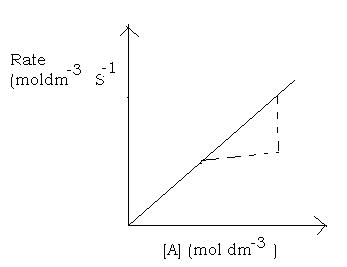 Rate
(moldm-3 S-1
[A] (mol dm-3 )